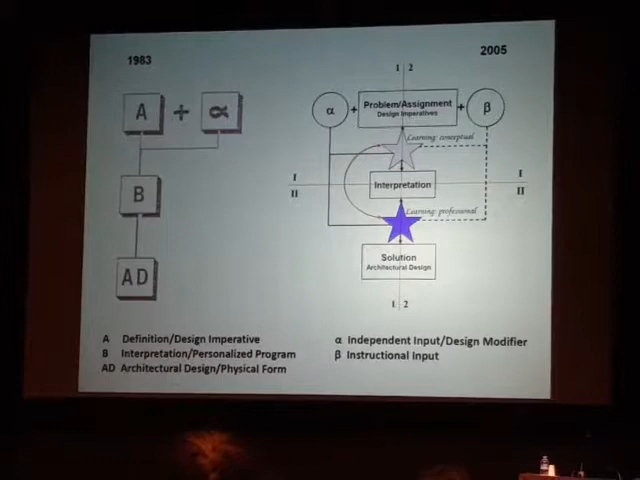 1983
2005
A + α
B
AD
1 2
α + Problem/Assignment + β
Design Imperatives
Learning: conceptual
I I
Interpretation
II II
Learning: professional
Solution
Architectural Design
1 2
A Definition/Design Imperative
B Interpretation/Personalized Program
AD Architectural Design/Physical Form
α Independent Input/Design Modifier
β Instructional Input